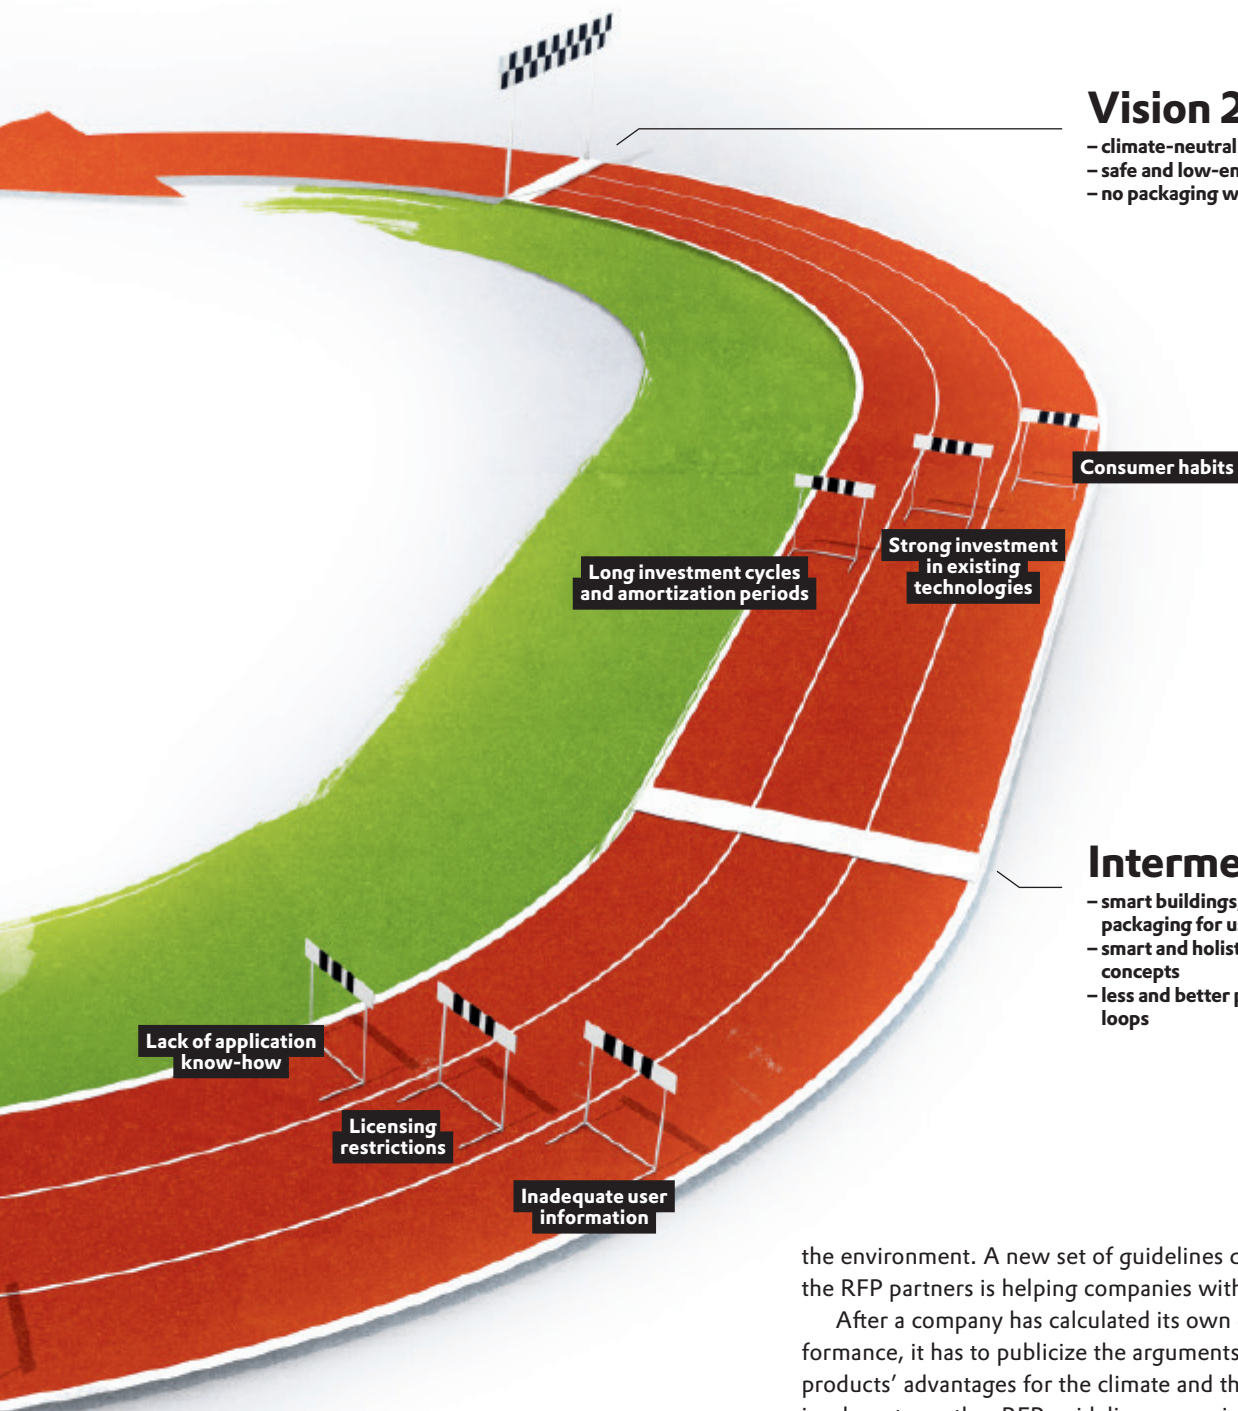 Vision 2
– climate-neutral
– safe and low-en
– no packaging w
Consumer habits
Strong investment
in existing
technologies
Long investment cycles
and amortization periods
Interme
– smart buildings,
packaging for u
– smart and holist
concepts
– less and better p
loops
Lack of application
know-how
Licensing
restrictions
Inadequate user
information
the environment. A new set of guidelines c
the RFP partners is helping companies with
After a company has calculated its own
formance, it has to publicize the arguments
products’ advantages for the climate and th